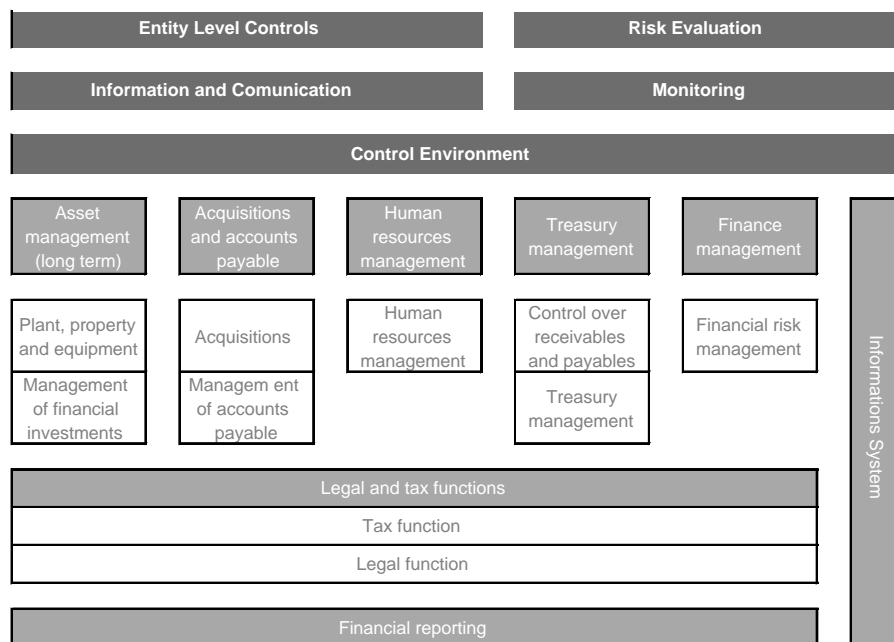 Entity Level Controls
Risk Evaluation
Information and Comunication
Monitoring
Control Environment
Asset
management
(long term)
Acquisitions
and accounts
payable
Human
resources
management
Treasury
management
Finance
management
Plant, property
and equipment
Acquisitions
Human
resources
management
Control over
receivables
and payables
Financial risk
management
Management
of financial
investments
Managem ent
of accounts
payable
Treasury
management
Informations System
Legal and tax functions
Tax function
Legal function
Financial reporting